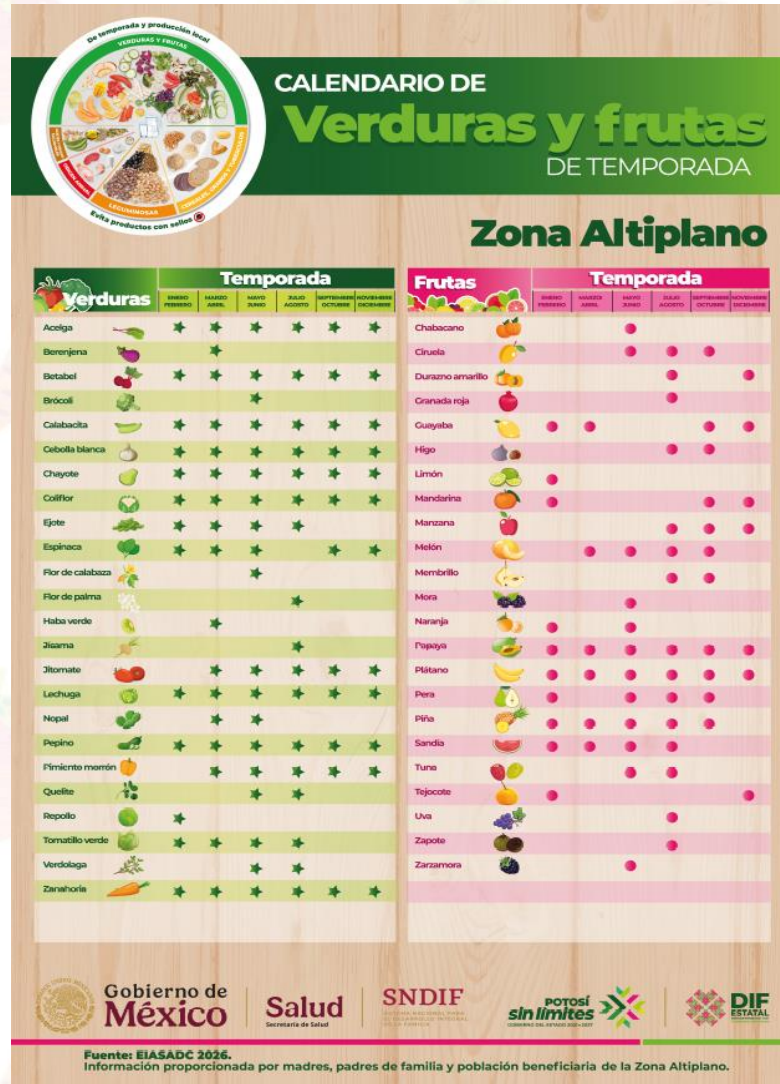 De temporada y producción local
VERDURAS Y FRUTAS
LEGUMINOSAS
Evita productos con sellos
CALENDARIO DE
Verduras y frutas
DE TEMPORADA
Zona Altiplano
Verduras
Temporada
ENERO FEBRERO
MARZO ABRIL
MAYO JUNIO
JULIO AGOSTO
SEPTIEMBRE OCTUBRE
NOVIEMBRE DICIEMBRE
Acelga
Berenjena
Betabel
Brócoli
Calabacita
Cebolla blanca
Chayote
Coliflor
Ejote
Espinaca
Flor de calabaza
Flor de palma
Haba verde
Jícama
Jitomate
Lechuga
Nopal
Pepino
Pimiento morrón
Quelite
Repollo
Tomatillo verde
Verdolaga
Zanahoria
Frutas
Temporada
ENERO FEBRERO
MARZO ABRIL
MAYO JUNIO
JULIO AGOSTO
SEPTIEMBRE OCTUBRE
NOVIEMBRE DICIEMBRE
Chabacano
Ciruela
Durazno amarillo
Granada roja
Guayaba
Higo
Limón
Mandarina
Manzana
Melón
Membrillo
Mora
Naranja
Papaya
Plátano
Pera
Piña
Sandía
Tuna
Tejocote
Uva
Zapote
Zarzamora
Gobierno de
México
Salud
Secretaría de Salud
SNDIF
POTOSÍ
sin límites
DIF
ESTATAL
Fuente: EIASADC 2026.
Información proporcionada por madres, padres de familia y población beneficiaria de la Zona Altiplano.